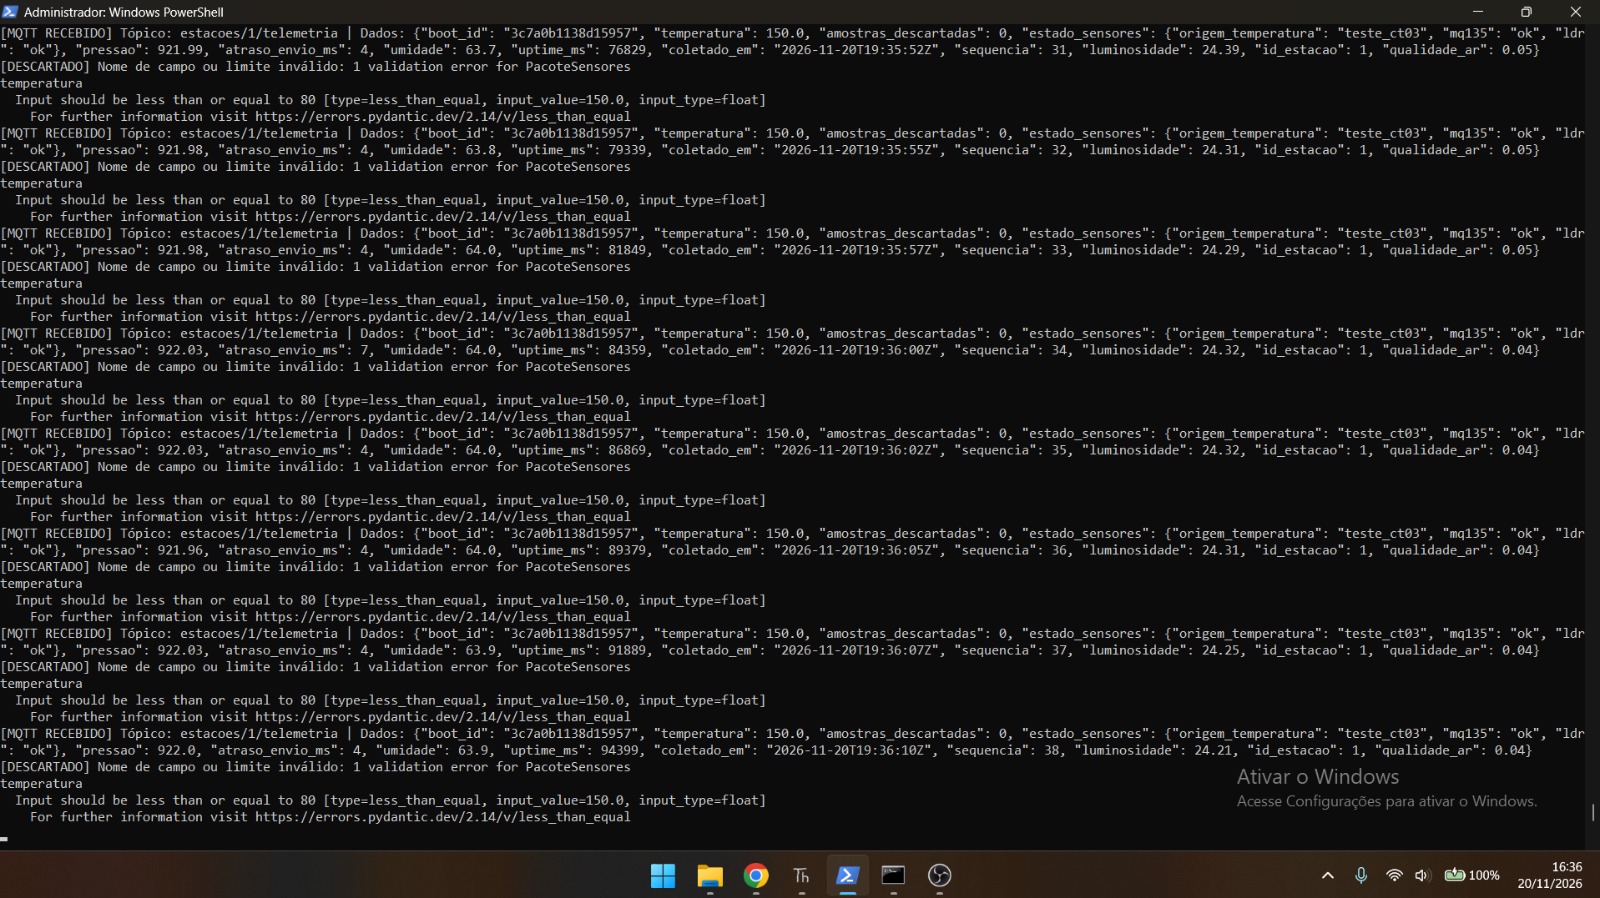 Administrador: Windows PowerShell
[MQTT RECEBIDO] Tópico: estacoes/1/telemetria | Dados: {"boot_id": "3c7a0b1138d15957", "temperatura": 150.0, "amostras_descartadas": 0, "estado_sensores": {"origem_temperatura": "teste_ct03", "mq135": "ok", "ldr
": "ok"}, "pressao": 921.99, "atraso_envio_ms": 4, "umidade": 63.7, "uptime_ms": 76829, "coletado_em": "2026-11-20T19:35:52Z", "sequencia": 31, "luminosidade": 24.39, "id_estacao": 1, "qualidade_ar": 0.05}
[DESCARTADO] Nome de campo ou limite inválido: 1 validation error for PacoteSensores
temperatura
  Input should be less than or equal to 80 [type=less_than_equal, input_value=150.0, input_type=float]
    For further information visit https://errors.pydantic.dev/2.14/v/less_than_equal
[MQTT RECEBIDO] Tópico: estacoes/1/telemetria | Dados: {"boot_id": "3c7a0b1138d15957", "temperatura": 150.0, "amostras_descartadas": 0, "estado_sensores": {"origem_temperatura": "teste_ct03", "mq135": "ok", "ldr
": "ok"}, "pressao": 921.98, "atraso_envio_ms": 4, "umidade": 63.8, "uptime_ms": 79339, "coletado_em": "2026-11-20T19:35:55Z", "sequencia": 32, "luminosidade": 24.31, "id_estacao": 1, "qualidade_ar": 0.05}
[DESCARTADO] Nome de campo ou limite inválido: 1 validation error for PacoteSensores
temperatura
  Input should be less than or equal to 80 [type=less_than_equal, input_value=150.0, input_type=float]
    For further information visit https://errors.pydantic.dev/2.14/v/less_than_equal
[MQTT RECEBIDO] Tópico: estacoes/1/telemetria | Dados: {"boot_id": "3c7a0b1138d15957", "temperatura": 150.0, "amostras_descartadas": 0, "estado_sensores": {"origem_temperatura": "teste_ct03", "mq135": "ok", "ldr
": "ok"}, "pressao": 921.98, "atraso_envio_ms": 4, "umidade": 64.0, "uptime_ms": 81849, "coletado_em": "2026-11-20T19:35:57Z", "sequencia": 33, "luminosidade": 24.29, "id_estacao": 1, "qualidade_ar": 0.05}
[DESCARTADO] Nome de campo ou limite inválido: 1 validation error for PacoteSensores
temperatura
  Input should be less than or equal to 80 [type=less_than_equal, input_value=150.0, input_type=float]
    For further information visit https://errors.pydantic.dev/2.14/v/less_than_equal
[MQTT RECEBIDO] Tópico: estacoes/1/telemetria | Dados: {"boot_id": "3c7a0b1138d15957", "temperatura": 150.0, "amostras_descartadas": 0, "estado_sensores": {"origem_temperatura": "teste_ct03", "mq135": "ok", "ldr
": "ok"}, "pressao": 922.03, "atraso_envio_ms": 7, "umidade": 64.0, "uptime_ms": 84359, "coletado_em": "2026-11-20T19:36:00Z", "sequencia": 34, "luminosidade": 24.32, "id_estacao": 1, "qualidade_ar": 0.04}
[DESCARTADO] Nome de campo ou limite inválido: 1 validation error for PacoteSensores
temperatura
  Input should be less than or equal to 80 [type=less_than_equal, input_value=150.0, input_type=float]
    For further information visit https://errors.pydantic.dev/2.14/v/less_than_equal
[MQTT RECEBIDO] Tópico: estacoes/1/telemetria | Dados: {"boot_id": "3c7a0b1138d15957", "temperatura": 150.0, "amostras_descartadas": 0, "estado_sensores": {"origem_temperatura": "teste_ct03", "mq135": "ok", "ldr
": "ok"}, "pressao": 922.03, "atraso_envio_ms": 4, "umidade": 64.0, "uptime_ms": 86869, "coletado_em": "2026-11-20T19:36:02Z", "sequencia": 35, "luminosidade": 24.32, "id_estacao": 1, "qualidade_ar": 0.04}
[DESCARTADO] Nome de campo ou limite inválido: 1 validation error for PacoteSensores
temperatura
  Input should be less than or equal to 80 [type=less_than_equal, input_value=150.0, input_type=float]
    For further information visit https://errors.pydantic.dev/2.14/v/less_than_equal
[MQTT RECEBIDO] Tópico: estacoes/1/telemetria | Dados: {"boot_id": "3c7a0b1138d15957", "temperatura": 150.0, "amostras_descartadas": 0, "estado_sensores": {"origem_temperatura": "teste_ct03", "mq135": "ok", "ldr
": "ok"}, "pressao": 921.96, "atraso_envio_ms": 4, "umidade": 64.0, "uptime_ms": 89379, "coletado_em": "2026-11-20T19:36:05Z", "sequencia": 36, "luminosidade": 24.31, "id_estacao": 1, "qualidade_ar": 0.04}
[DESCARTADO] Nome de campo ou limite inválido: 1 validation error for PacoteSensores
temperatura
  Input should be less than or equal to 80 [type=less_than_equal, input_value=150.0, input_type=float]
    For further information visit https://errors.pydantic.dev/2.14/v/less_than_equal
[MQTT RECEBIDO] Tópico: estacoes/1/telemetria | Dados: {"boot_id": "3c7a0b1138d15957", "temperatura": 150.0, "amostras_descartadas": 0, "estado_sensores": {"origem_temperatura": "teste_ct03", "mq135": "ok", "ldr
": "ok"}, "pressao": 922.03, "atraso_envio_ms": 4, "umidade": 63.9, "uptime_ms": 91889, "coletado_em": "2026-11-20T19:36:07Z", "sequencia": 37, "luminosidade": 24.25, "id_estacao": 1, "qualidade_ar": 0.04}
[DESCARTADO] Nome de campo ou limite inválido: 1 validation error for PacoteSensores
temperatura
  Input should be less than or equal to 80 [type=less_than_equal, input_value=150.0, input_type=float]
    For further information visit https://errors.pydantic.dev/2.14/v/less_than_equal
[MQTT RECEBIDO] Tópico: estacoes/1/telemetria | Dados: {"boot_id": "3c7a0b1138d15957", "temperatura": 150.0, "amostras_descartadas": 0, "estado_sensores": {"origem_temperatura": "teste_ct03", "mq135": "ok", "ldr
": "ok"}, "pressao": 922.0, "atraso_envio_ms": 4, "umidade": 63.9, "uptime_ms": 94399, "coletado_em": "2026-11-20T19:36:10Z", "sequencia": 38, "luminosidade": 24.21, "id_estacao": 1, "qualidade_ar": 0.04}
[DESCARTADO] Nome de campo ou limite inválido: 1 validation error for PacoteSensores
temperatura
  Input should be less than or equal to 80 [type=less_than_equal, input_value=150.0, input_type=float]
    For further information visit https://errors.pydantic.dev/2.14/v/less_than_equal
Ativar o Windows
Acesse Configurações para ativar o Windows.
Th
100%
16:36
20/11/2026